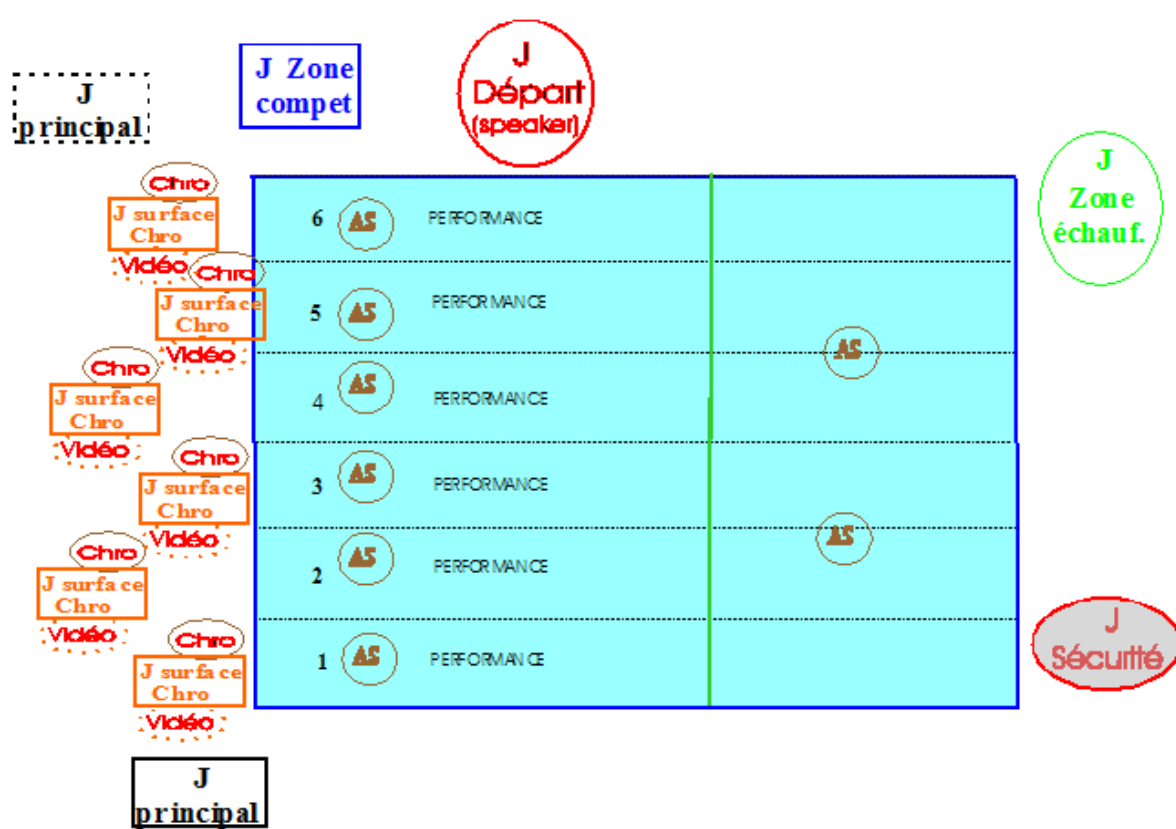 J
principal
J Zone
compet
J
Départ
(speaker)
J
Zone
échauf.
Chro
J surface
Chro
Vidéo
6
AS
PERFORMANCE
Chro
J surface
Chro
Vidéo
5
AS
PERFORMANCE
AS
Chro
J surface
Chro
Vidéo
4
AS
PERFORMANCE
Chro
J surface
Chro
Vidéo
3
AS
PERFORMANCE
AS
Chro
J surface
Chro
Vidéo
2
AS
PERFORMANCE
Chro
J surface
Chro
Vidéo
1
AS
PERFORMANCE
J
Sécurité
J
principal